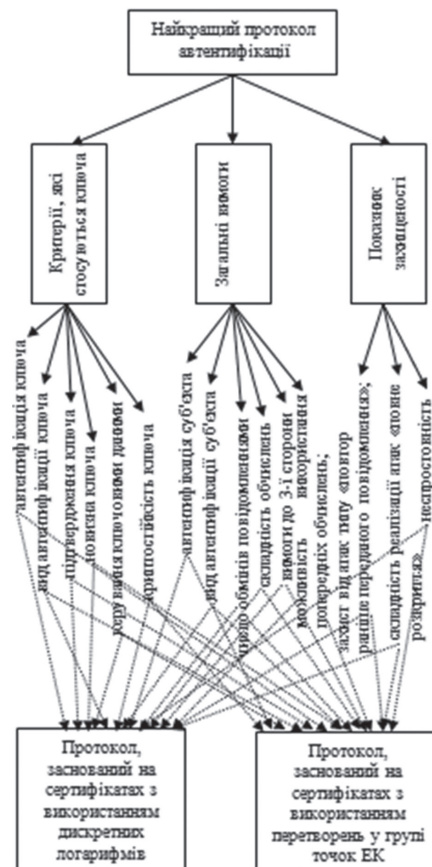 Найкращий протокол
автентифікації
Критерії, які
стосуються ключа
Загальні вимоги
Показник
захищеності
автентифікація ключа
вид автентифікації ключа
підтвердження ключа
новизна ключа
керування ключовими даними
криптостійкість ключа
автентифікація суб'єкта
вид автентифікації суб'єкта
число обмінів повідомленнями
складність обчислень
вимоги до 3-ї сторони
можливість використання
попередніх обчислень;
захист від атак типу «повтор
раніше переданого повідомлення»;
складність реалізації атак «повне
розкриття»
неспростовність
Протокол,
заснований на
сертифікатах з
використанням
дискретних
логарифмів
Протокол,
заснований на
сертифікатах з
використанням
перетворень у групі
точок ЕК